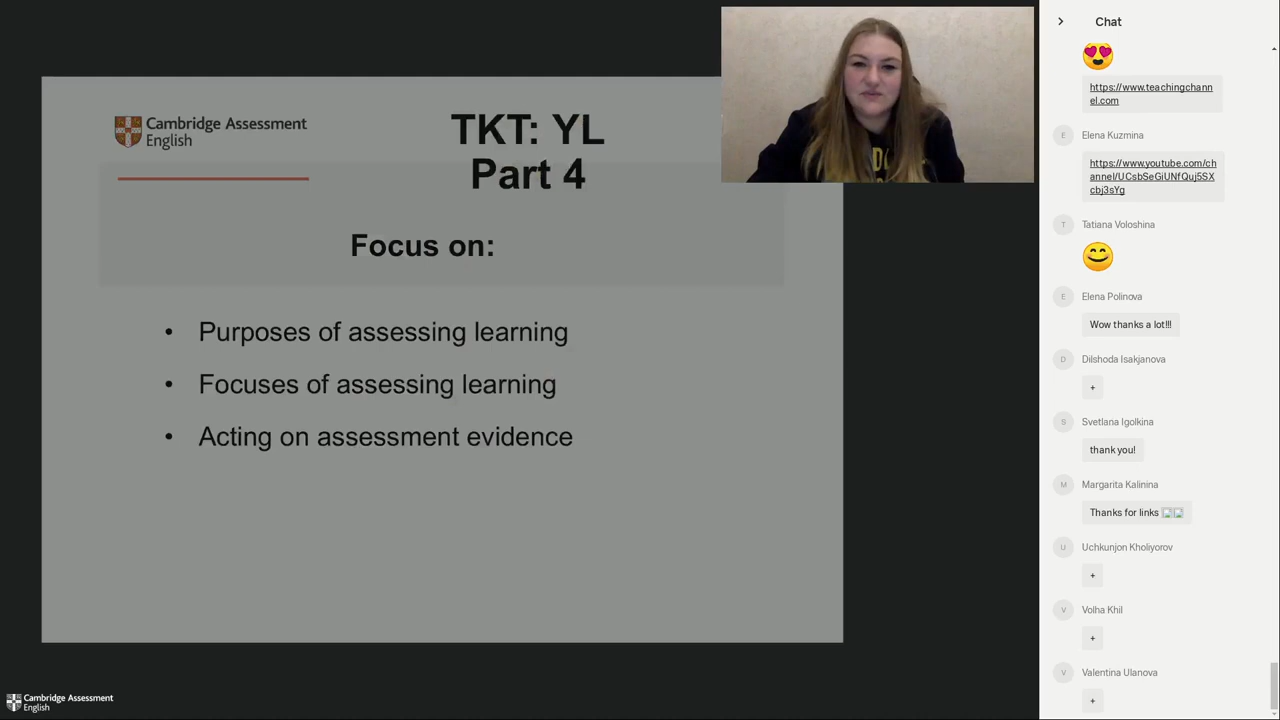 Cambridge Assessment
English
TKT: YL
Part 4
Focus on:
• Purposes of assessing learning
• Focuses of assessing learning
• Acting on assessment evidence
Cambridge Assessment
English
Chat
https://www.teachingchann
el.com
E
Elena Kuzmina
https://www.youtube.com/ch
annel/UCsbSeGiUNfQuj5SX
cbj3sYg
T
Tatiana Voloshina
E
Elena Polinova
Wow thanks a lot!!!
D
Dilshoda Isakjanova
+
S
Svetlana Igolkina
thank you!
M
Margarita Kalinina
Thanks for links
U
Uchkunjon Kholiyorov
+
V
Volha Khil
+
V
Valentina Ulanova
+